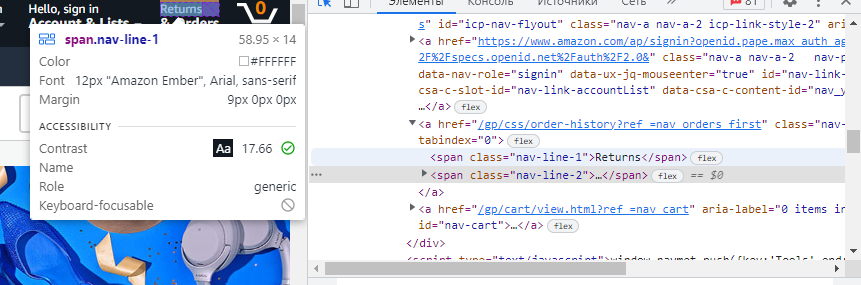 Hello, sign in
Account & Lists
Returns
& Orders
0
span.nav-line-1 58.95 × 14
Color #FFFFFF
Font 12px "Amazon Ember", Arial, sans-serif
Margin 9px 0px 0px
ACCESSIBILITY
Contrast Aa 17.66
Name
Role generic
Keyboard-focusable
Элементы Консоль Источники 81
s" id="icp-nav-flyout" class="nav-a nav-a-2 icp-link-style-2" aria
<a href="https://www.amazon.com/ap/signin?openid.pape.max_auth_ag
2F%2Fspecs.openid.net%2Fauth%2F2.0&" class="nav-a nav-a-2 nav-p
data-nav-role="signin" data-ux-jq-mouseenter="true" id="nav-link-
csa-c-slot-id="nav-link-accountList" data-csa-c-content-id="nav_y
…</a> flex
<a href="/gp/css/order-history?ref_=nav_orders_first" class="nav-
tabindex="0"> flex
<span class="nav-line-1">Returns</span> flex
… <span class="nav-line-2">…</span> flex == $0
</a>
<a href="/gp/cart/view.html?ref_=nav_cart" aria-label="0 items in
id="nav-cart">…</a> flex
</div>
<script type="text/javascript">window.navmet.push({key:'Tools',end: